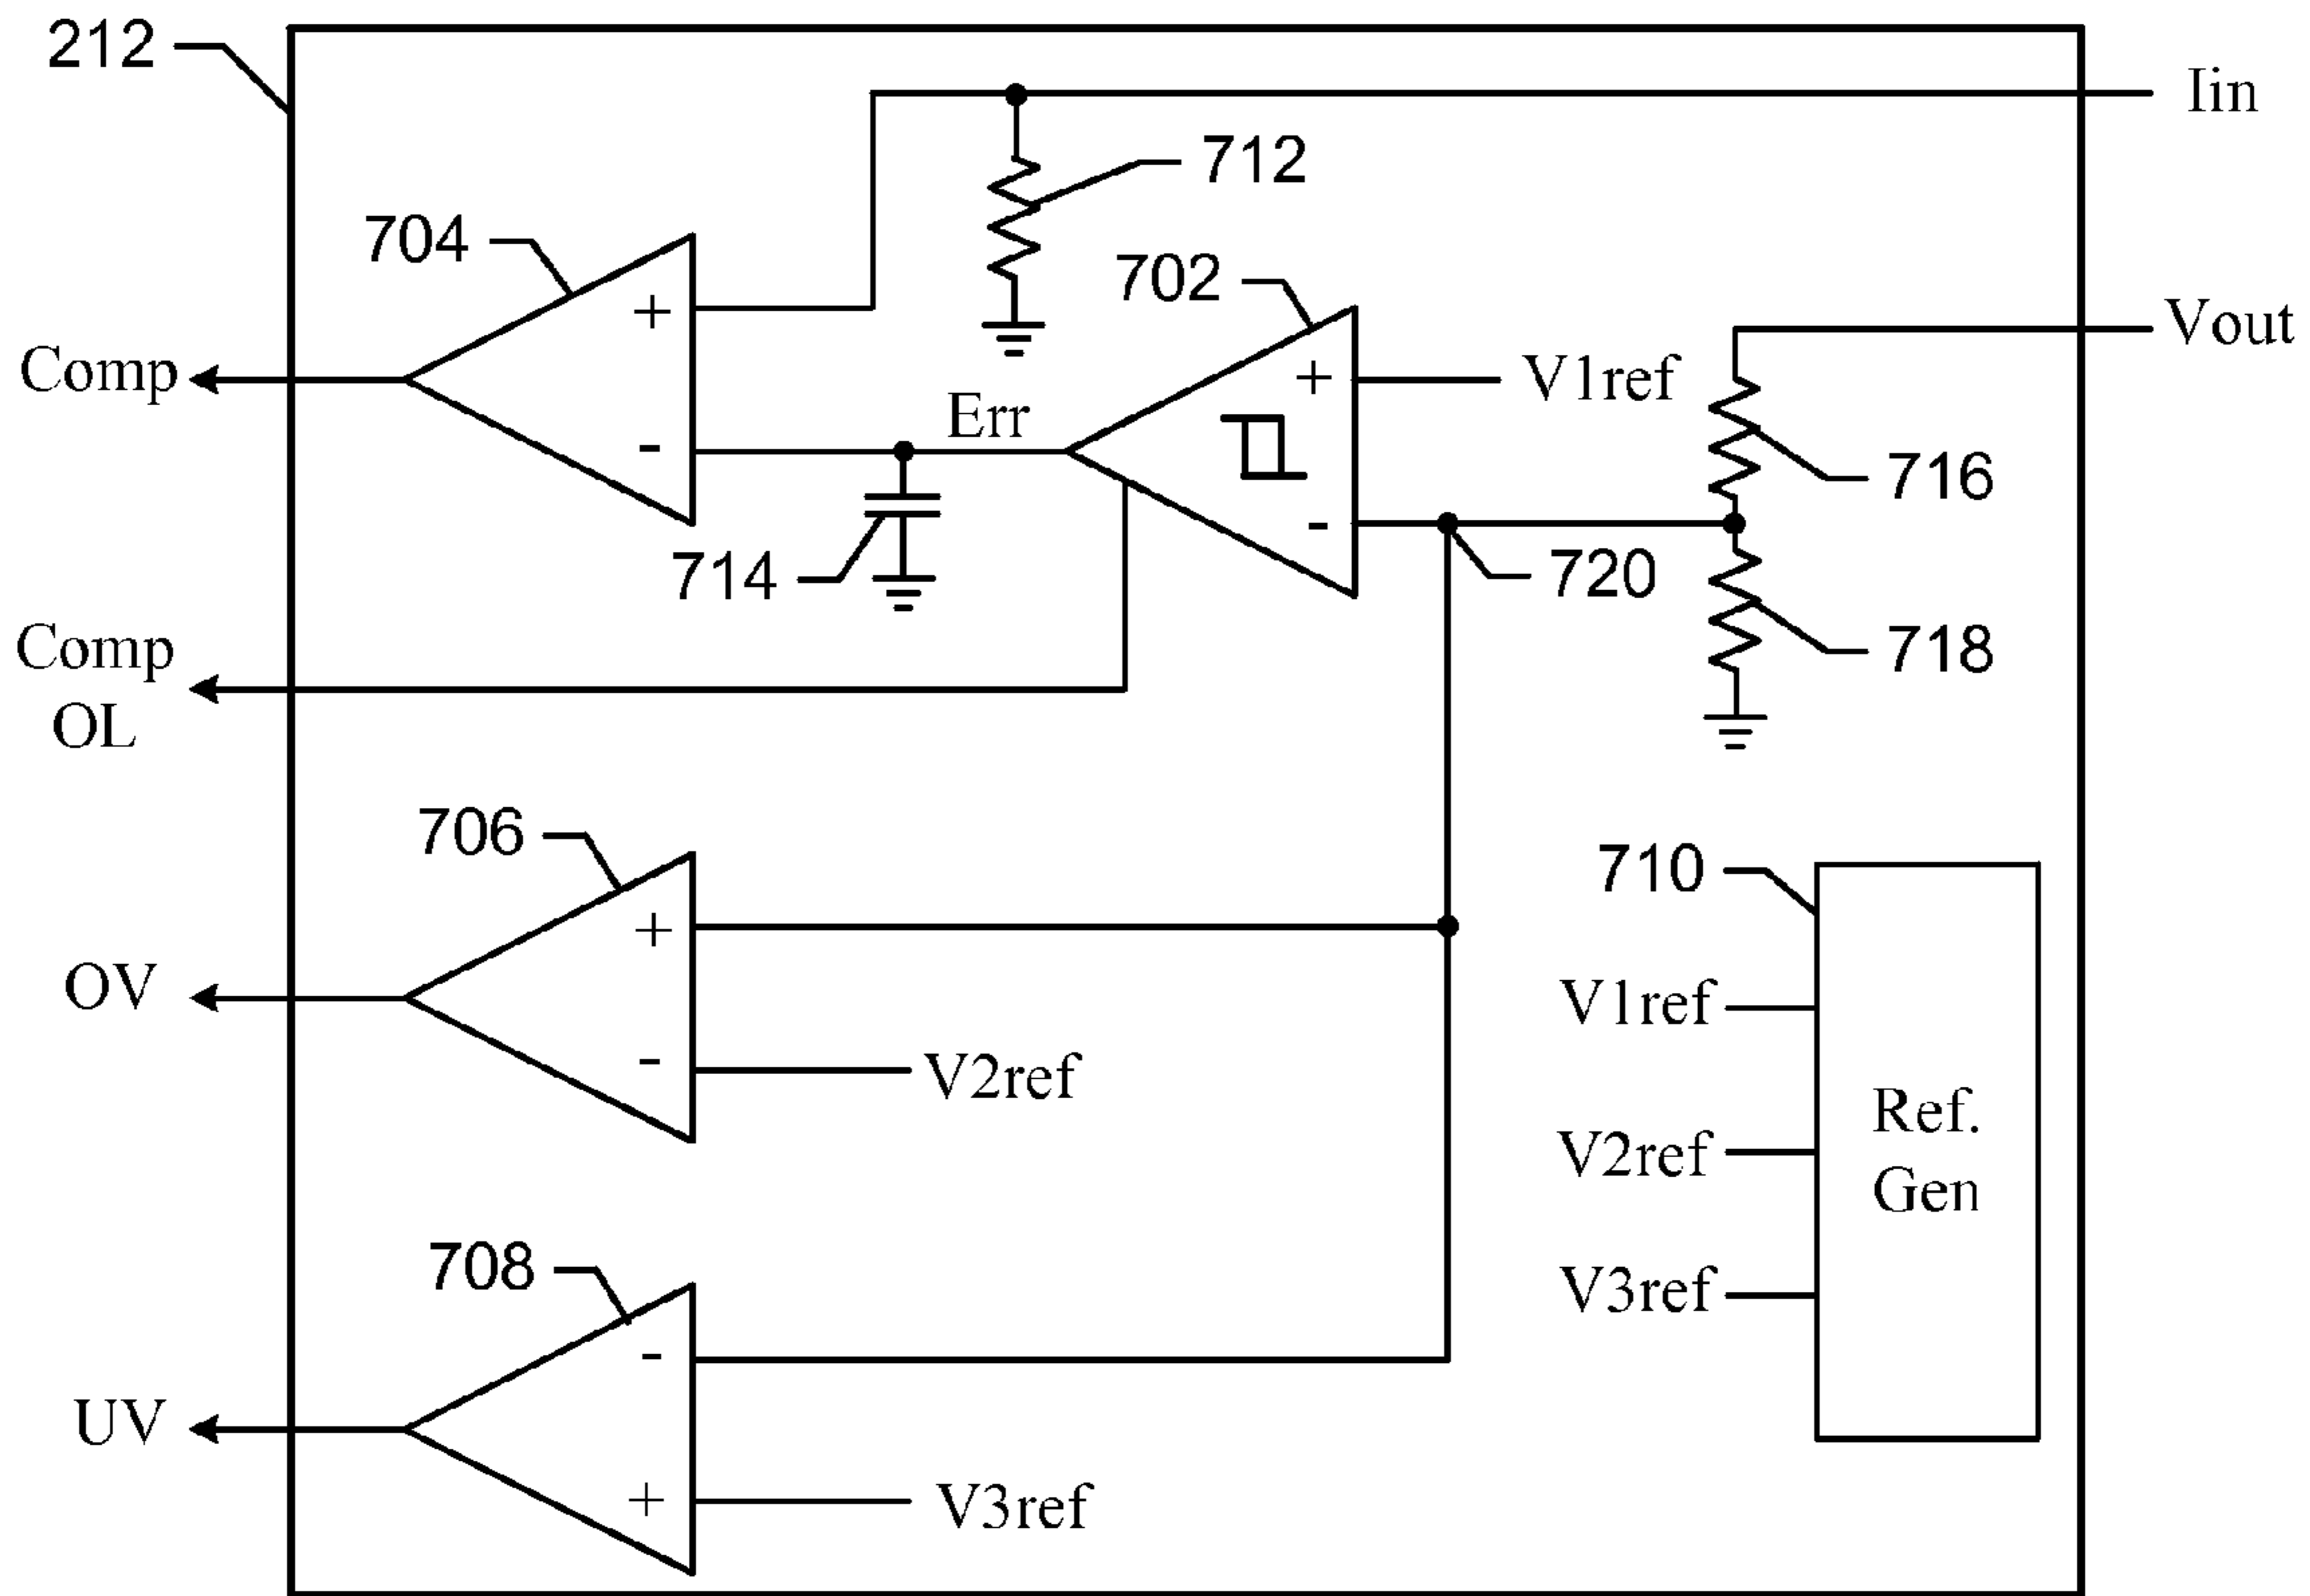 212
Iin
712
704
+
702
Vout
Comp
+
V1ref
Err
-
716
714
-
720
Comp
OL
718
706
710
+
OV
V1ref
-
V2ref
V2ref
Ref.
Gen
708
V3ref
-
UV
+
V3ref